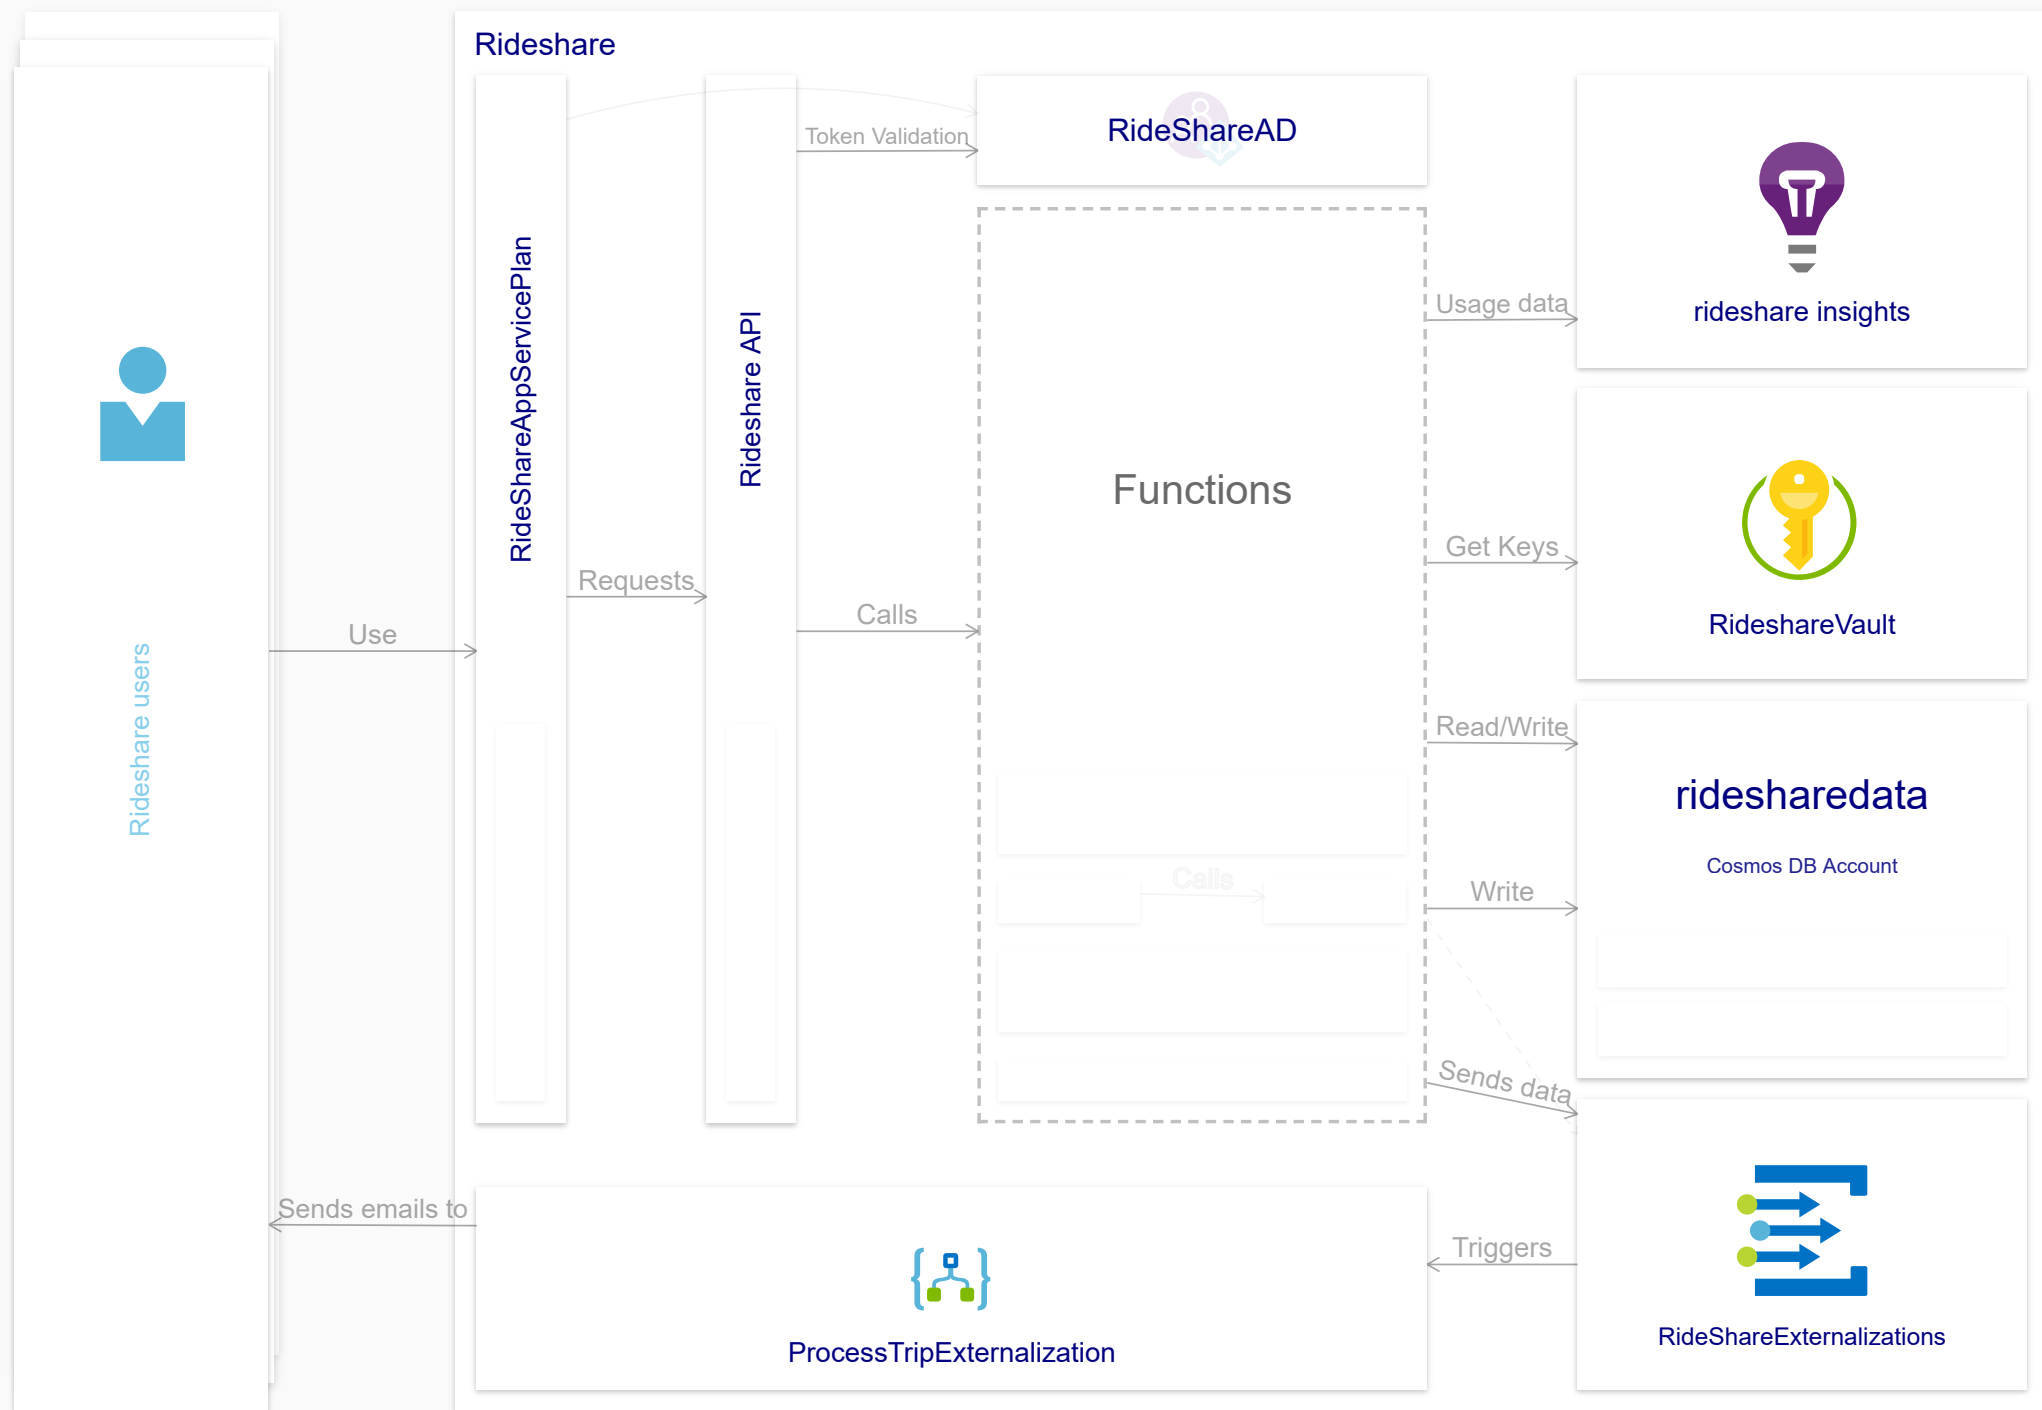 Rideshare
RideShareAD
Token Validation
RideShareAppServicePlan
Rideshare API
Usage data
rideshare insights
Functions
Get Keys
Requests
Calls
Use
RideshareVault
Rideshare users
Read/Write
ridesharedata
Cosmos DB Account
Calls
Write
Sends data
Sends emails to
Triggers
RideShareExternalizations
ProcessTripExternalization